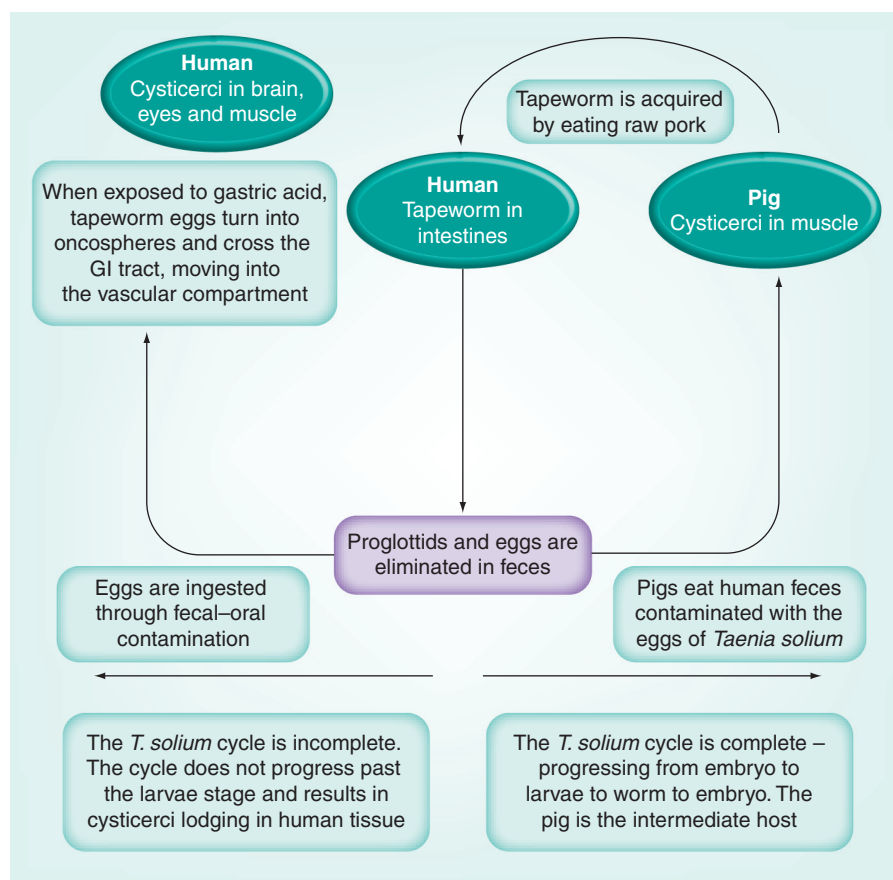 Human
Cysticerci in brain,
eyes and muscle
Tapeworm is acquired
by eating raw pork
When exposed to gastric acid,
tapeworm eggs turn into
oncospheres and cross the
GI tract, moving into
the vascular compartment
Human
Tapeworm in
intestines
Pig
Cysticerci in muscle
Proglottids and eggs are
eliminated in feces
Eggs are ingested
through fecal–oral
contamination
Pigs eat human feces
contaminated with the
eggs of Taenia solium
The T. solium cycle is incomplete.
The cycle does not progress past
the larvae stage and results in
cysticerci lodging in human tissue
The T. solium cycle is complete –
progressing from embryo to
larvae to worm to embryo. The
pig is the intermediate host